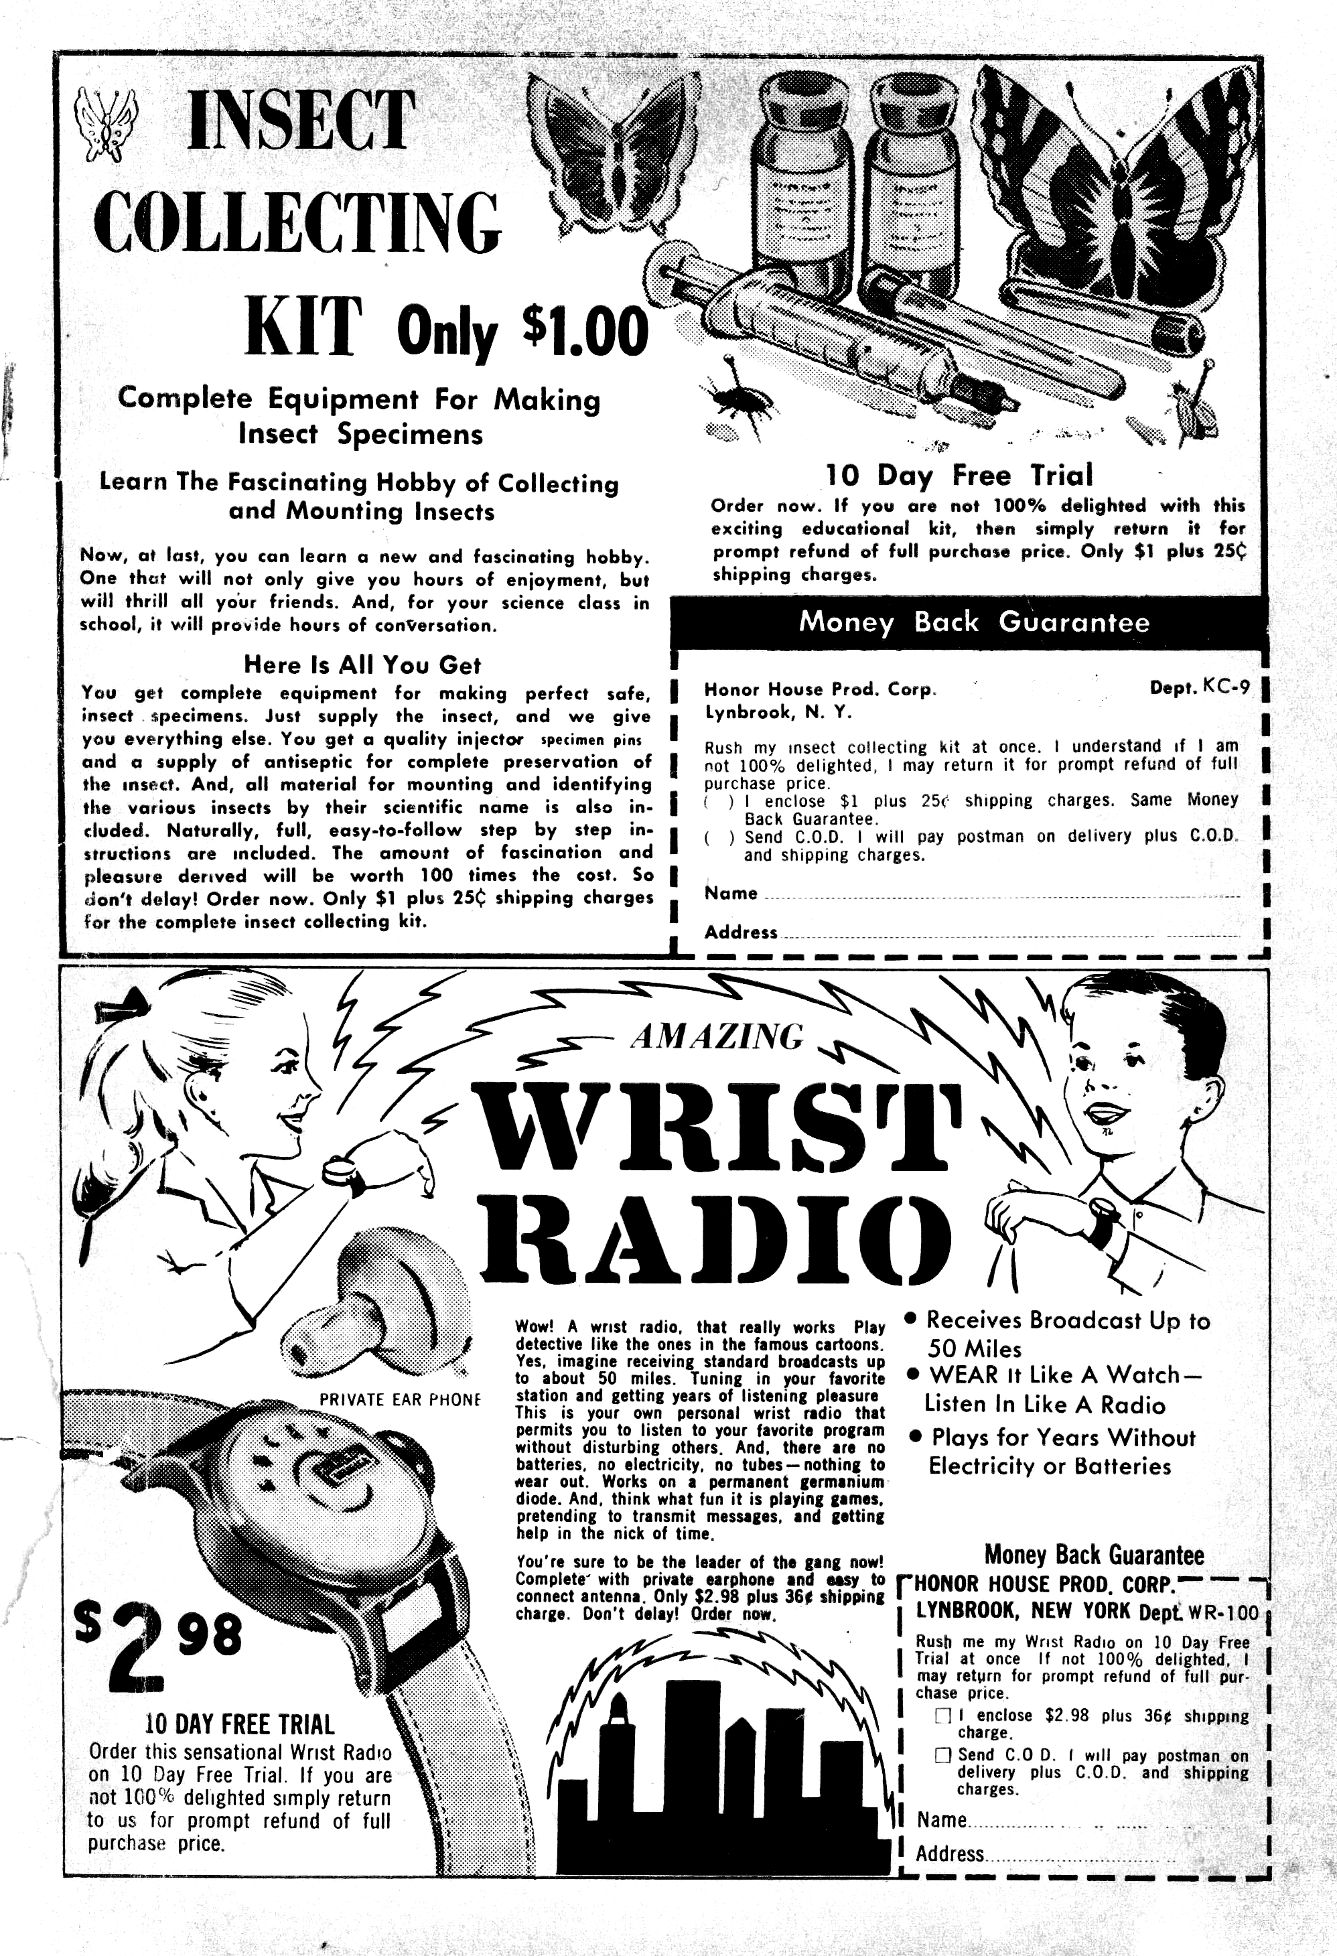 INSECT
COLLECTING
KIT Only $1.00
Complete Equipment For Making
Insect Specimens
Learn The Fascinating Hobby of Collecting
and Mounting Insects
Now, at last, you can learn a new and fascinating hobby.
One that will not only give you hours of enjoyment, but
will thrill all your friends. And, for your science class in
school, it will provide hours of conversation.
Here Is All You Get
You get complete equipment for making perfect safe,
insect specimens. Just supply the insect, and we give
you everything else. You get a quality injector specimen pins
and a supply of antiseptic for complete preservation of
the insect. And, all material for mounting and identifying
the various insects by their scientific name is also in-
cluded. Naturally, full, easy-to-follow step by step in-
structions are included. The amount of fascination and
pleasure derived will be worth 100 times the cost. So
don't delay! Order now. Only $1 plus 25¢ shipping charges
for the complete insect collecting kit.
10 Day Free Trial
Order now. If you are not 100% delighted with this
exciting educational kit, then simply return it for
prompt refund of full purchase price. Only $1 plus 25¢
shipping charges.
Money Back Guarantee
Honor House Prod. Corp. Dept. KC-9
Lynbrook, N. Y.
Rush my insect collecting kit at once. I understand if I am
not 100% delighted, I may return it for prompt refund of full
purchase price.
( ) I enclose $1 plus 25¢ shipping charges. Same Money
Back Guarantee.
( ) Send C.O.D. I will pay postman on delivery plus C.O.D.
and shipping charges.
Name
Address
AMAZING
WRIST
RADIO
PRIVATE EAR PHONE
Wow! A wrist radio, that really works Play
detective like the ones in the famous cartoons.
Yes, imagine receiving standard broadcasts up
to about 50 miles. Tuning in your favorite
station and getting years of listening pleasure
This is your own personal wrist radio that
permits you to listen to your favorite program
without disturbing others. And, there are no
batteries, no electricity, no tubes—nothing to
wear out. Works on a permanent germanium
diode. And, think what fun it is playing games,
pretending to transmit messages, and getting
help in the nick of time.
You're sure to be the leader of the gang now!
Complete with private earphone and easy to
connect antenna. Only $2.98 plus 36¢ shipping
charge. Don't delay! Order now.
• Receives Broadcast Up to
50 Miles
• WEAR It Like A Watch—
Listen In Like A Radio
• Plays for Years Without
Electricity or Batteries
$2.98
10 DAY FREE TRIAL
Order this sensational Wrist Radio
on 10 Day Free Trial. If you are
not 100% delighted simply return
to us for prompt refund of full
purchase price.
Money Back Guarantee
HONOR HOUSE PROD. CORP.
LYNBROOK, NEW YORK Dept. WR-100
Rush me my Wrist Radio on 10 Day Free
Trial at once If not 100% delighted, I
may return for prompt refund of full pur-
chase price.
☐ I enclose $2.98 plus 36¢ shipping
charge.
☐ Send C.O D. I will pay postman on
delivery plus C.O.D. and shipping
charges.
Name
Address